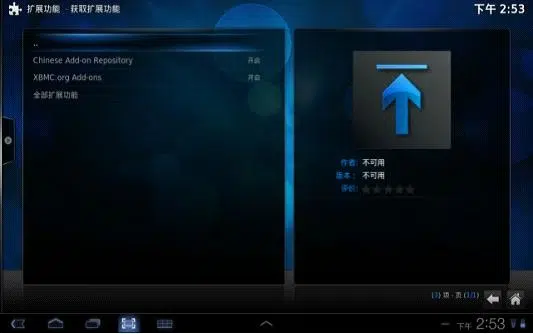 扩展功能 - 获取扩展功能
下午 2:53
..
Chinese Add-on Repository 开启
XBMC.org Add-ons 开启
全部扩展功能
作者: 不可用
版本: 不可用
评价:
(3) 项 - 页 (1/1)
下午 2:53